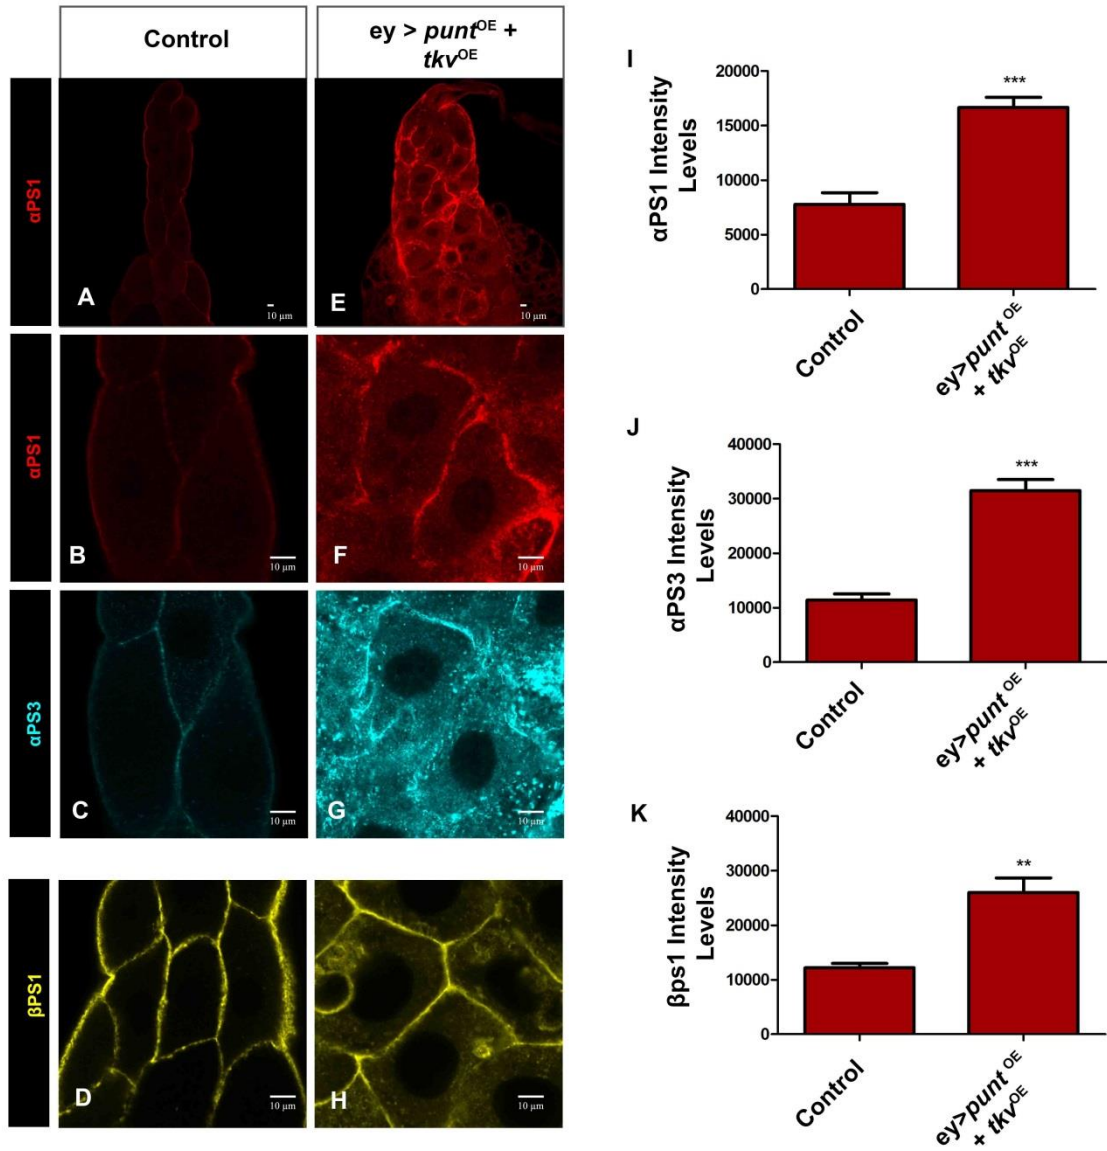 Control
ey > punt^OE +
tkv^OE
αPS1
A
10 µm
E
10 µm
αPS1
B
10 µm
F
10 µm
αPS3
C
10 µm
G
10 µm
βPS1
D
10 µm
H
10 µm
I
αPS1 Intensity
Levels
20000
15000
10000
5000
0
***
Control
ey>punt ^OE
+ tkv^OE
J
αPS3 Intensity
Levels
40000
30000
20000
10000
0
***
Control
ey>punt ^OE
+ tkv^OE
K
βps1 Intensity
Levels
40000
30000
20000
10000
0
**
Control
ey>punt ^OE
+ tkv^OE